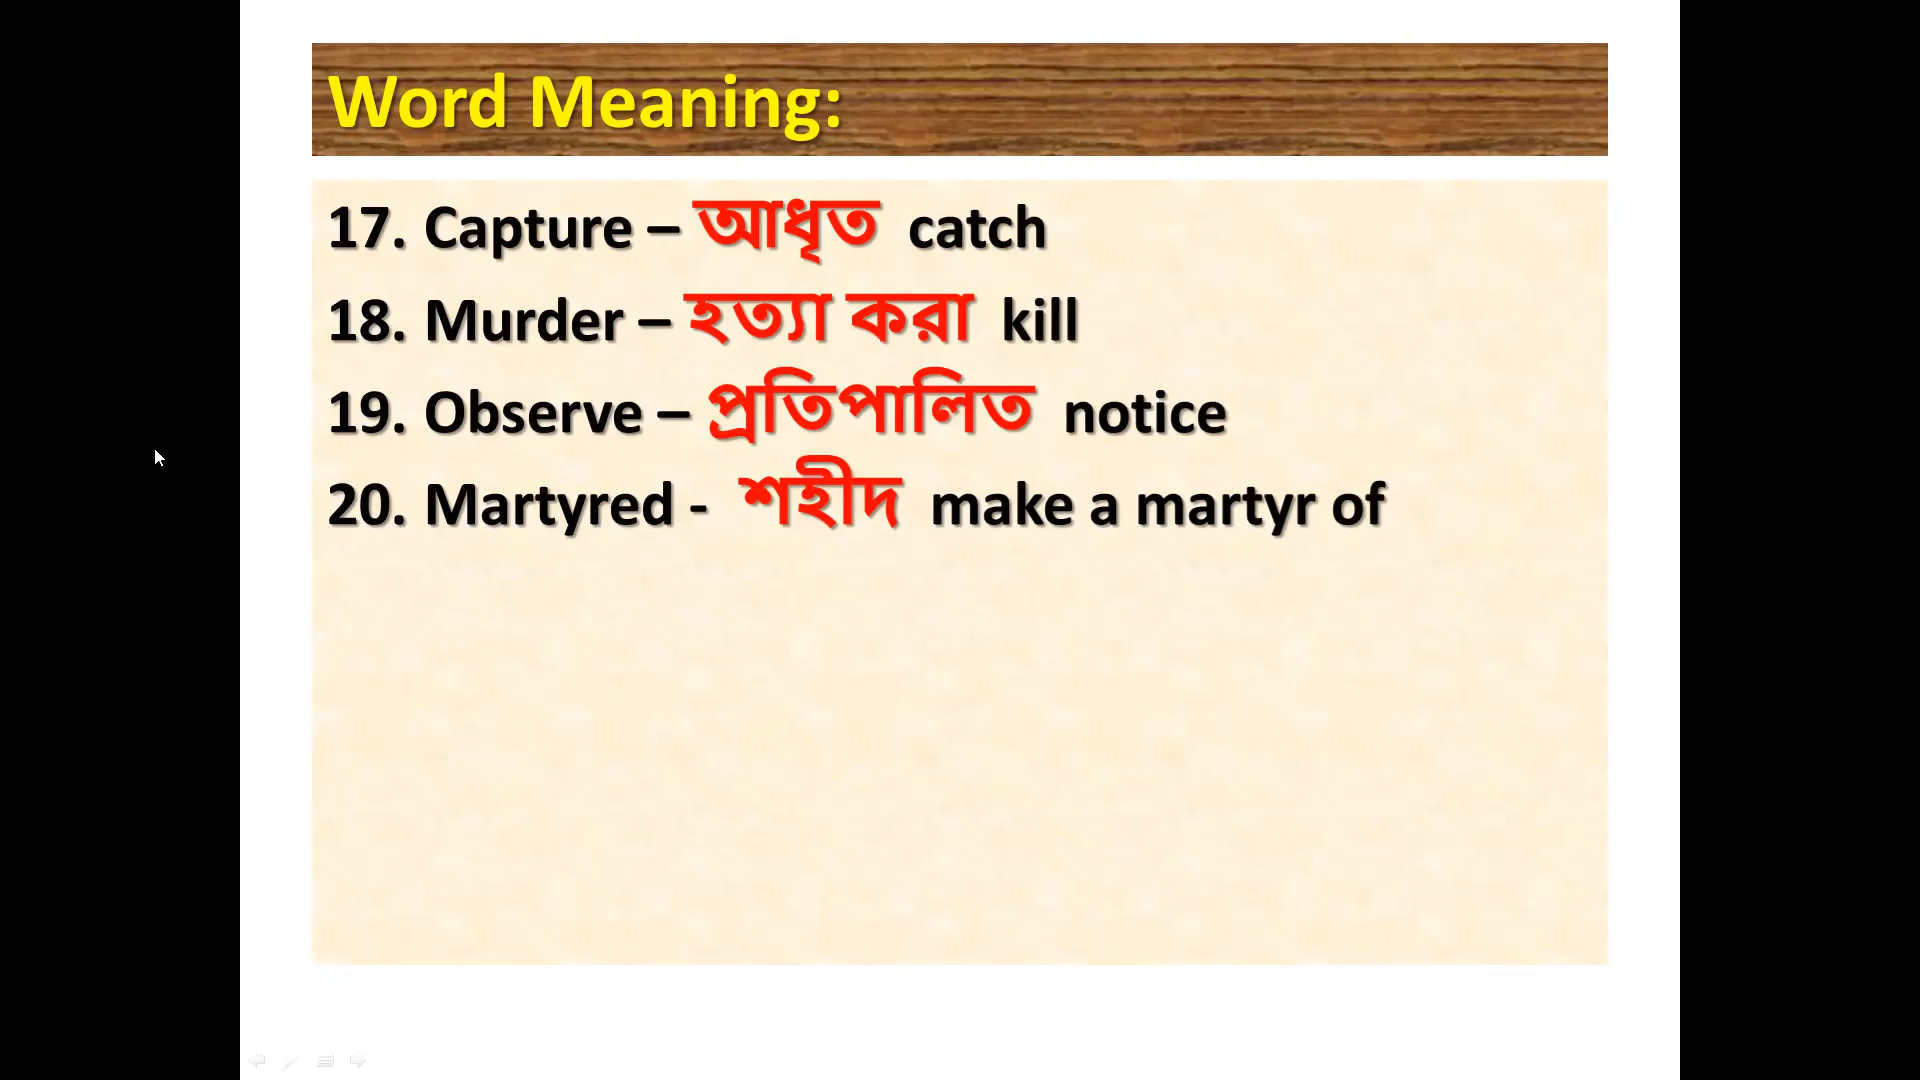 Word Meaning:
17. Capture – আধৃত catch
18. Murder – হত্যা করা kill
19. Observe – প্রতিপালিত notice
20. Martyred - শহীদ make a martyr of